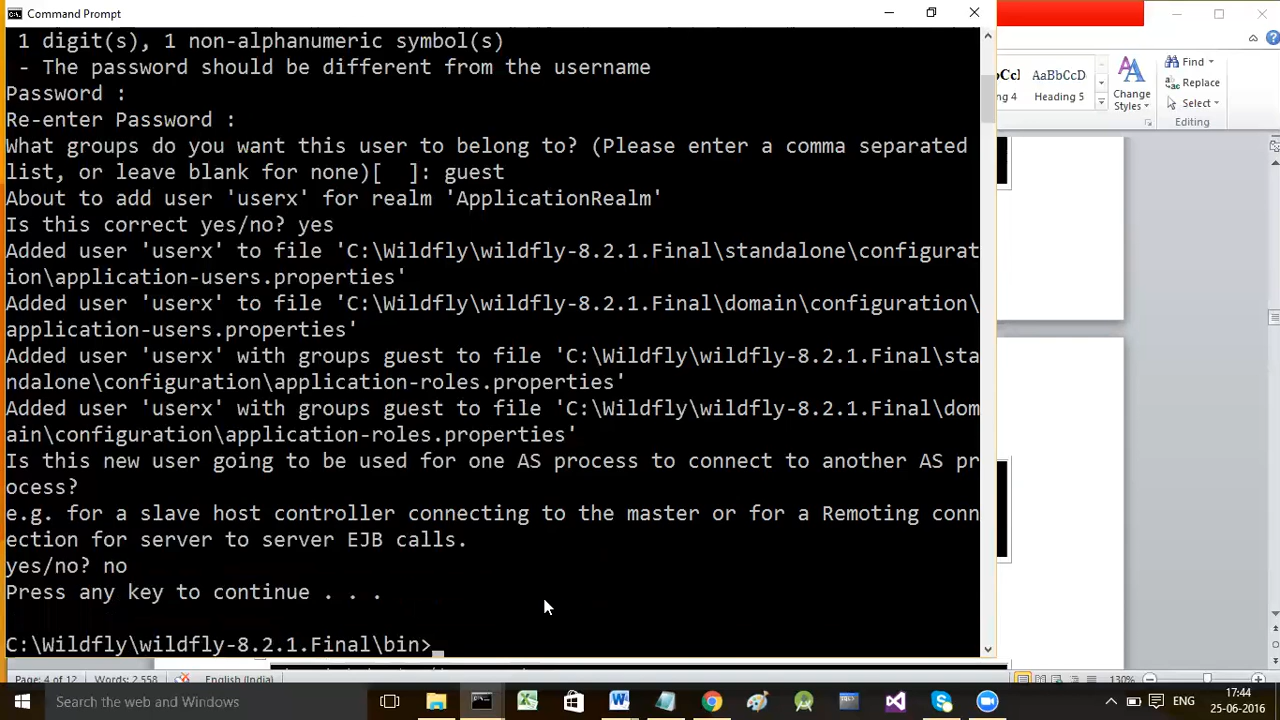 Command Prompt
1 digit(s), 1 non-alphanumeric symbol(s)
- The password should be different from the username
Password :
Re-enter Password :
What groups do you want this user to belong to? (Please enter a comma separated
list, or leave blank for none)[  ]: guest
About to add user 'userx' for realm 'ApplicationRealm'
Is this correct yes/no? yes
Added user 'userx' to file 'C:\Wildfly\wildfly-8.2.1.Final\standalone\configurat
ion\application-users.properties'
Added user 'userx' to file 'C:\Wildfly\wildfly-8.2.1.Final\domain\configuration\
application-users.properties'
Added user 'userx' with groups guest to file 'C:\Wildfly\wildfly-8.2.1.Final\sta
ndalone\configuration\application-roles.properties'
Added user 'userx' with groups guest to file 'C:\Wildfly\wildfly-8.2.1.Final\dom
ain\configuration\application-roles.properties'
Is this new user going to be used for one AS process to connect to another AS pr
ocess?
e.g. for a slave host controller connecting to the master or for a Remoting conn
ection for server to server EJB calls.
yes/no? no
Press any key to continue . . .
C:\Wildfly\wildfly-8.2.1.Final\bin>
AaBbCcD
ng 4
Heading 5
Change
Styles
Find
Replace
Select
Editing
Page: 4 of 12
Words: 2,558
English (India)
130%
Search the web and Windows
ENG
17:44
25-06-2016